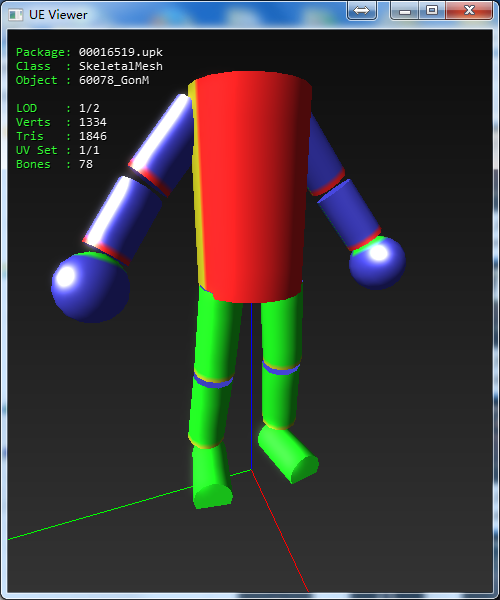 UE Viewer
Package: 00016519.upk
Class : SkeletalMesh
Object : 60078_GonM
LOD : 1/2
Verts : 1334
Tris : 1846
UV Set : 1/1
Bones : 78